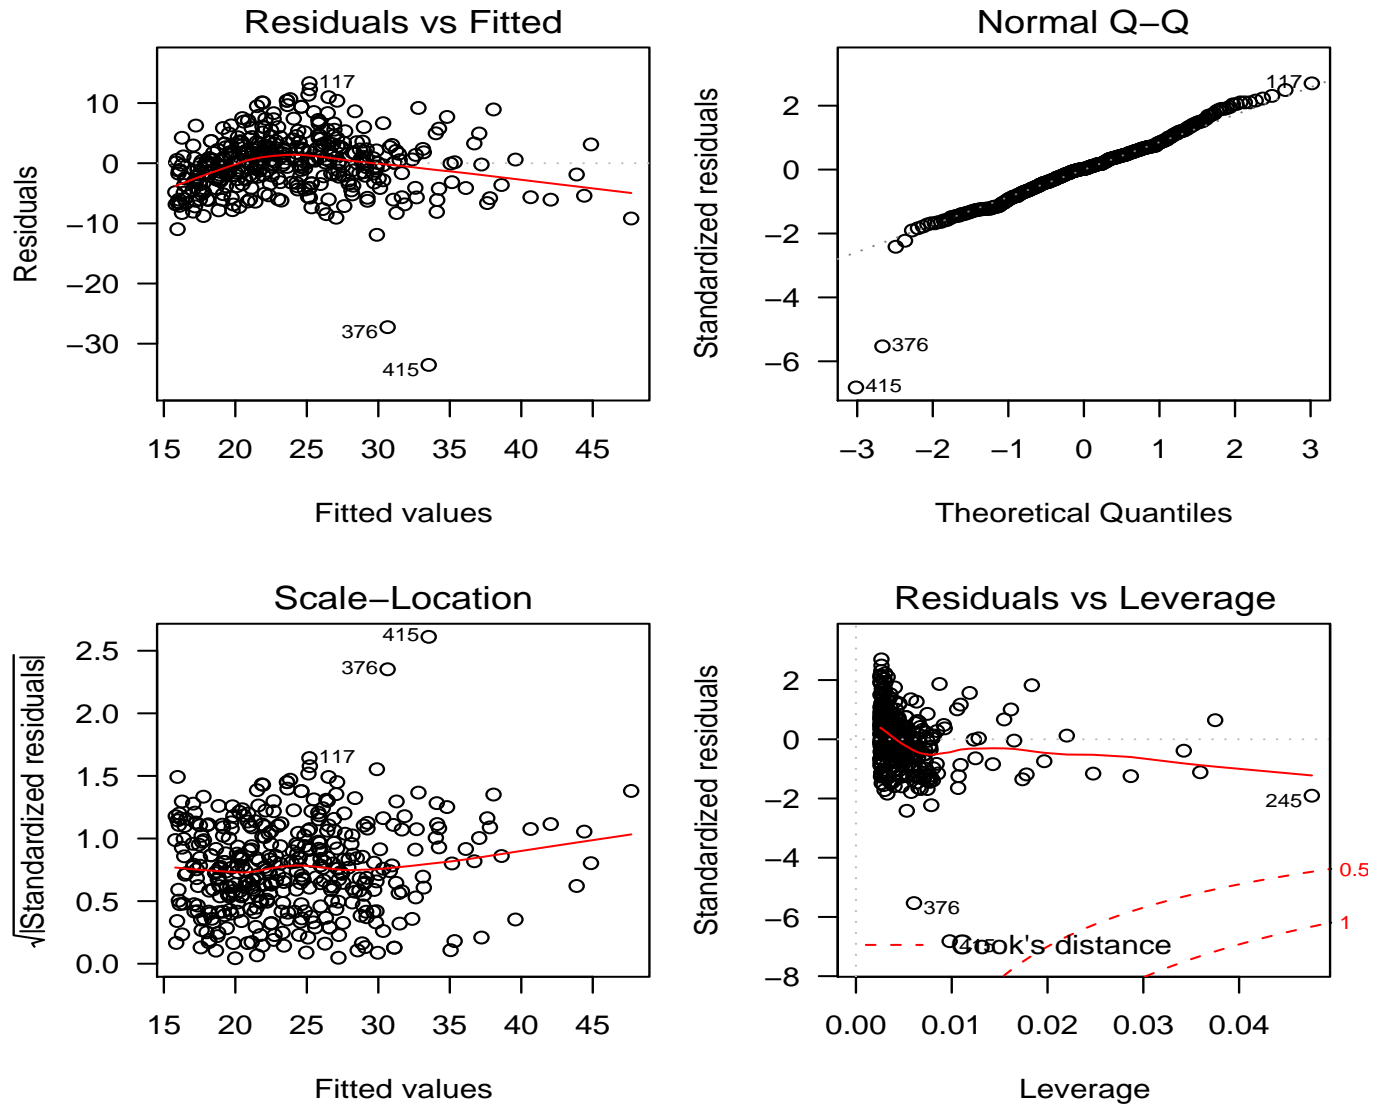 Residuals vs Fitted
Residuals
10
0
−10
−20
−30
117
376
415
15 20 25 30 35 40 45
Fitted values
Normal Q−Q
Standardized residuals
2
0
−2
−4
−6
117
376
415
−3 −2 −1 0 1 2 3
Theoretical Quantiles
Scale−Location
√|Standardized residuals|
2.5
2.0
1.5
1.0
0.5
0.0
415
376
117
15 20 25 30 35 40 45
Fitted values
Residuals vs Leverage
Standardized residuals
2
0
−2
−4
−6
−8
245
0.5
376
1
415
Cook's distance
0.00 0.01 0.02 0.03 0.04
Leverage